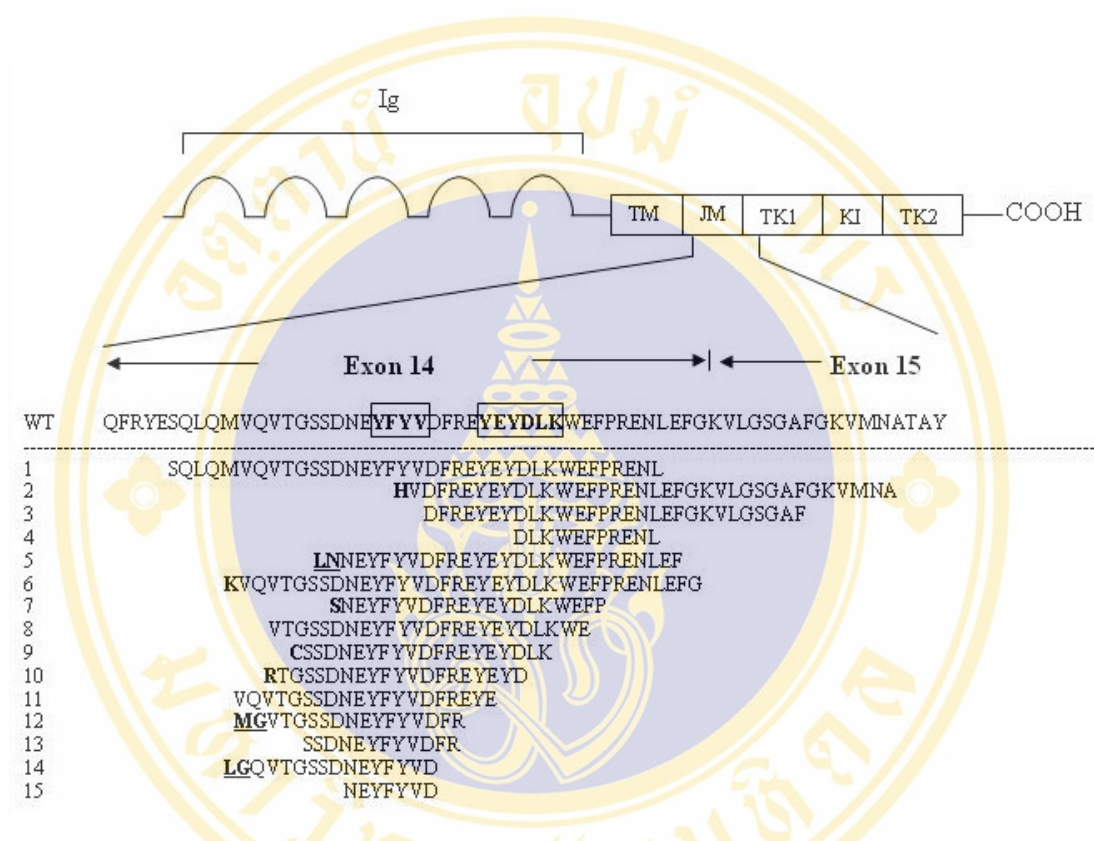 Ig
TM JM TK1 KI TK2 COOH
Exon 14 Exon 15
WT QFRYESQLQMVQVTGSSDNEYFYVDFREYEYDLKWEFPRENLEFGKVLGSGAFGKVMNATAY
1 SQLQMVQVTGSSDNEYFYVDFREYEYDLKWEFPRENL
2 HVDFREYEYDLKWEFPRENLEFGKVLGSGAFGKVMNA
3 DFREYEYDLKWEFPRENLEFGKVLGSGAF
4 DLKWEFPRENL
5 LNNEYFYVDFREYEYDLKWEFPRENLEF
6 KVQVTGSSDNEYFYVDFREYEYDLKWEFPRENLEFG
7 SNEYFYVDFREYEYDLKWEFP
8 VTGSSDNEYFYVDFREYEYDLKWE
9 CSSDNEYFYVDFREYEYDLK
10 RTGSSDNEYFYVDFREYEYD
11 VQVTGSSDNEYFYVDFREYE
12 MGVTGSSDNEYFYVDFR
13 SSDNEYFYVDFR
14 LGQVTGSSDNEYFYVD
15 NEYFYVD